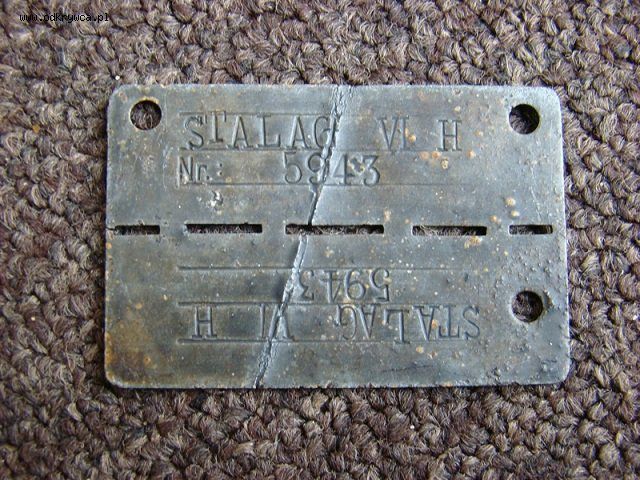 www.odkrywca.pl
STALAG VI H
Nr.: 5943
5943
STALAG VI H